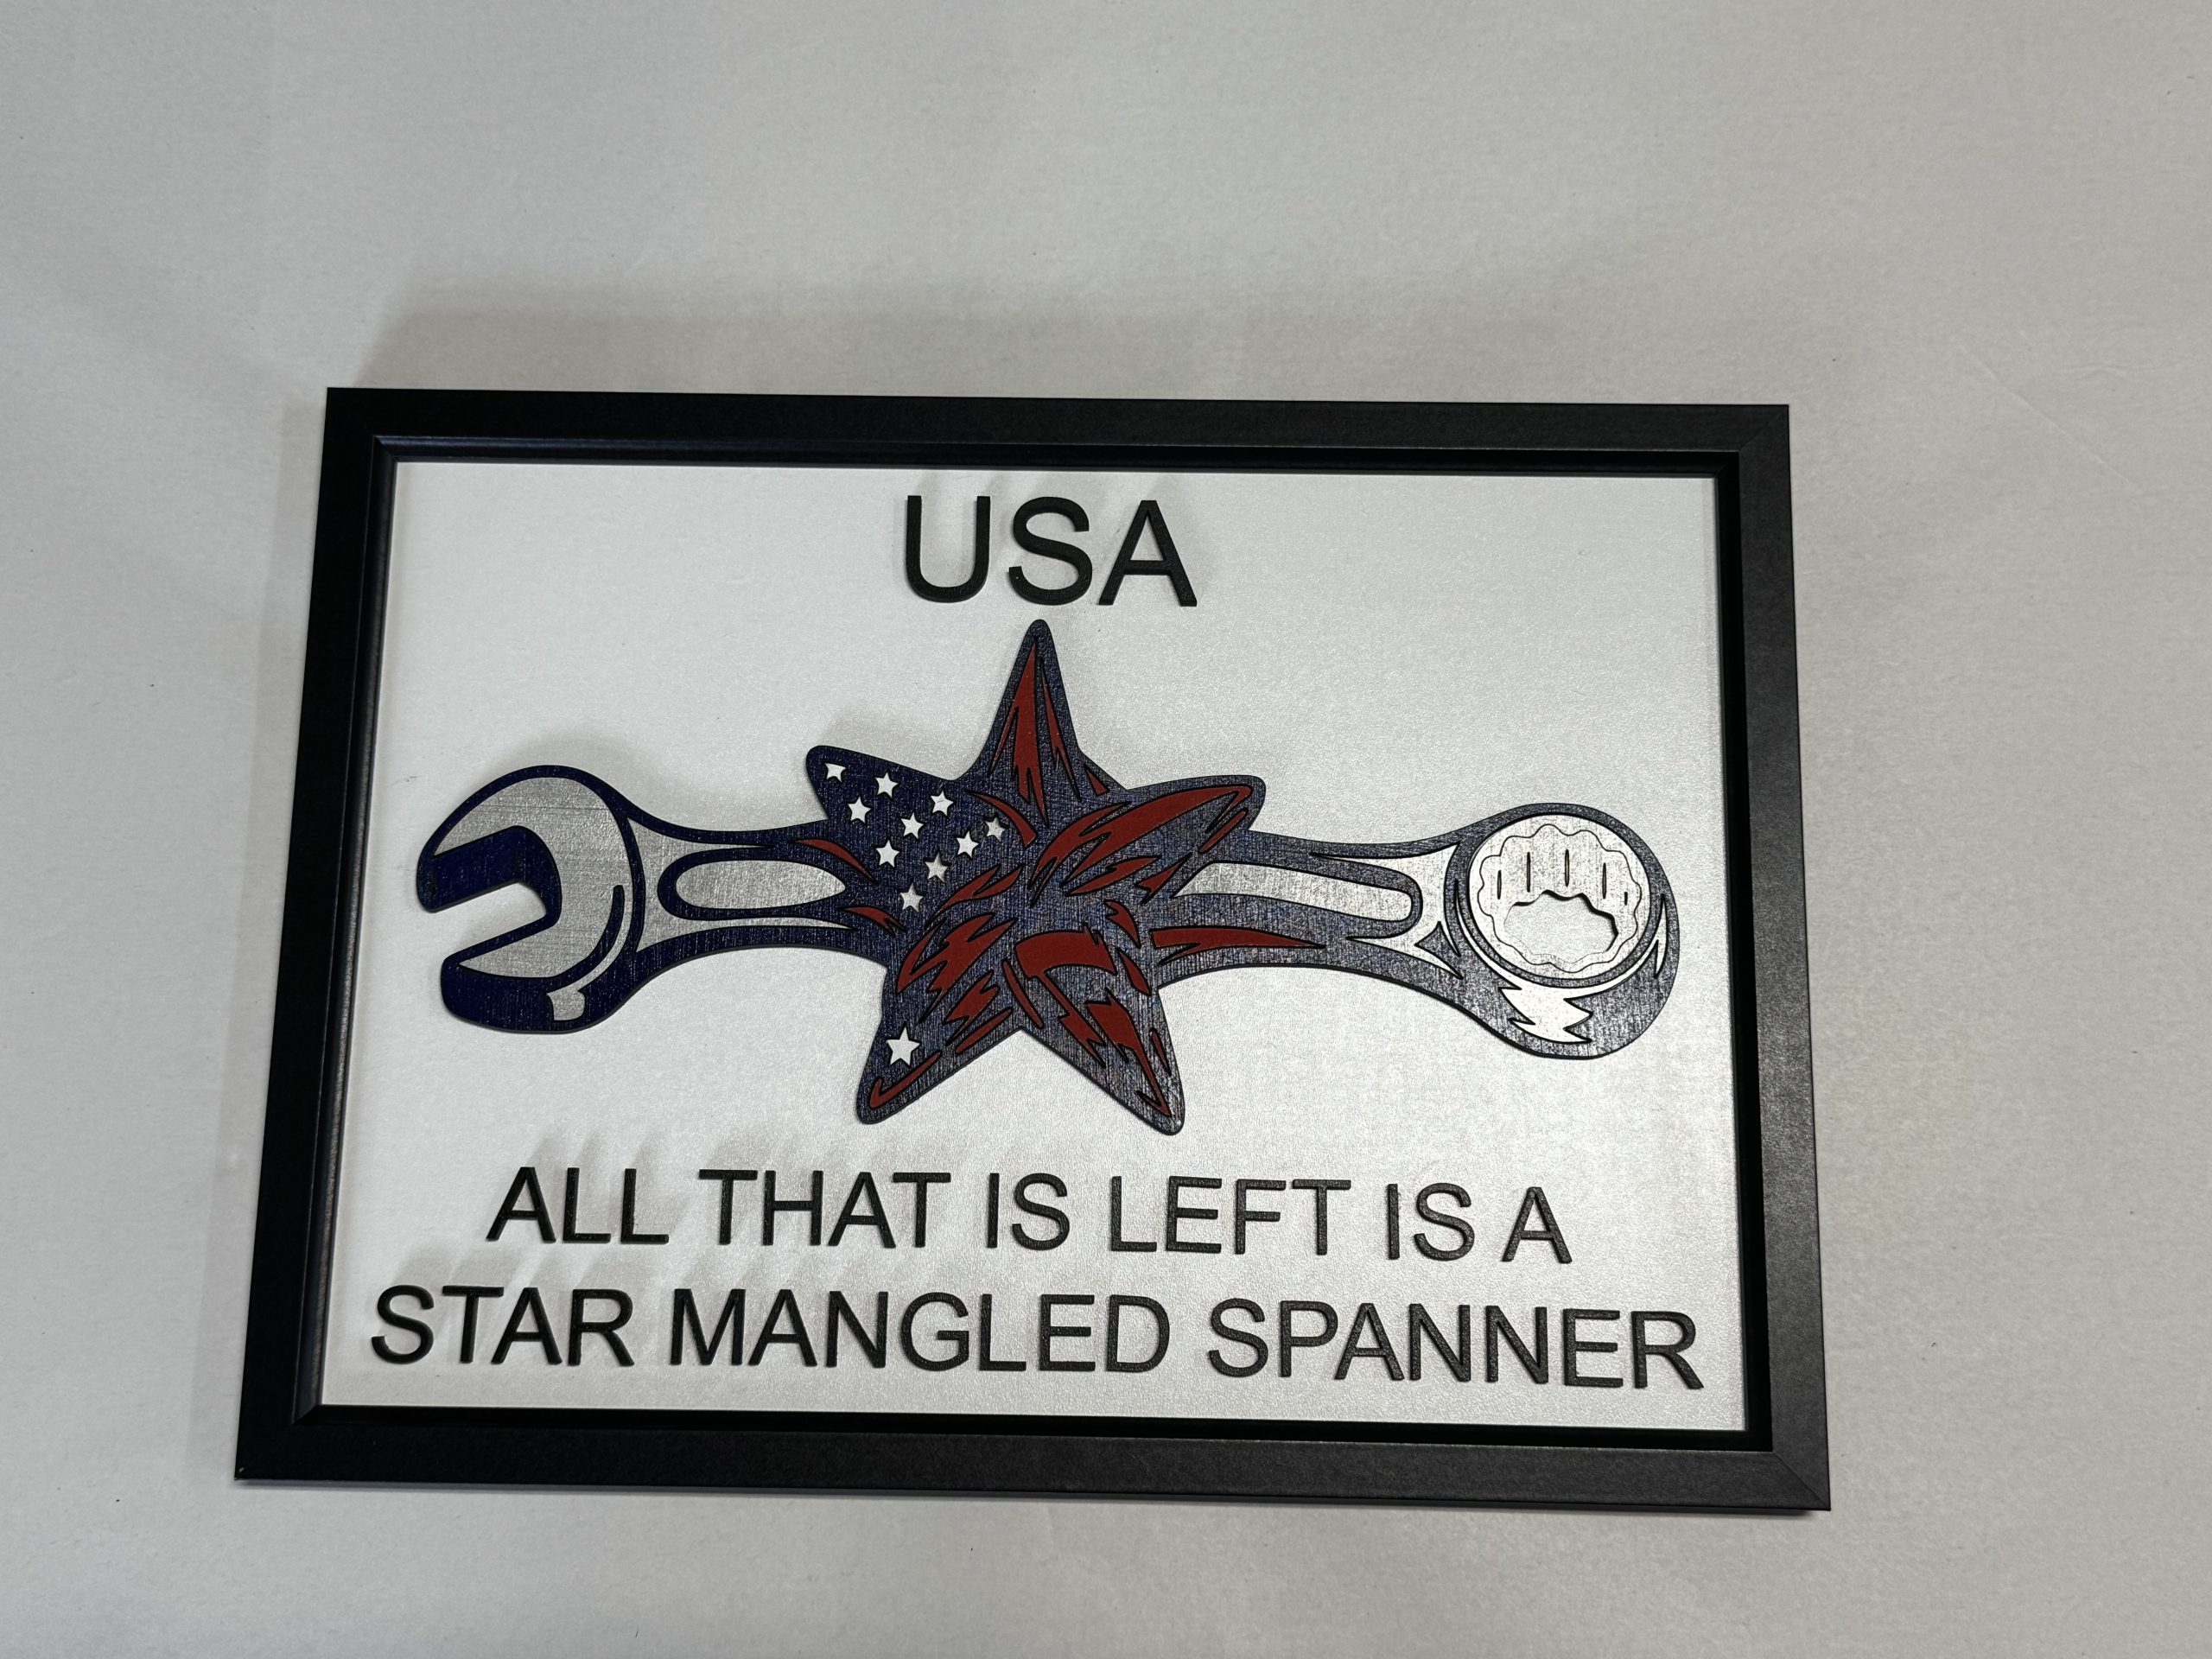 USA
ALL THAT IS LEFT IS A
STAR MANGLED SPANNER